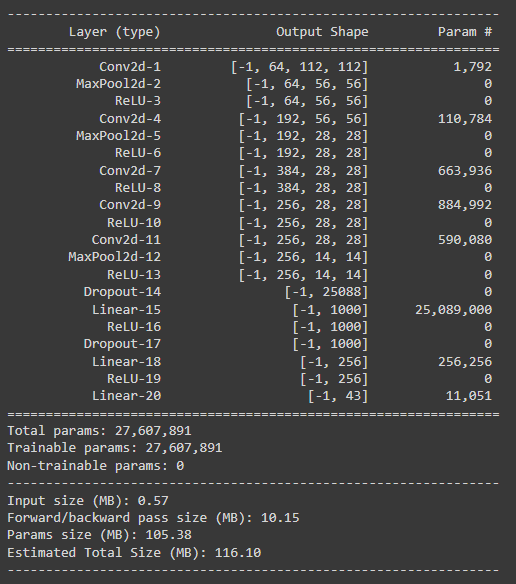 ----------------------------------------------------------------
        Layer (type)               Output Shape         Param #
================================================================
            Conv2d-1         [-1, 64, 112, 112]           1,792
         MaxPool2d-2           [-1, 64, 56, 56]               0
              ReLU-3           [-1, 64, 56, 56]               0
            Conv2d-4          [-1, 192, 56, 56]         110,784
         MaxPool2d-5          [-1, 192, 28, 28]               0
              ReLU-6          [-1, 192, 28, 28]               0
            Conv2d-7          [-1, 384, 28, 28]         663,936
              ReLU-8          [-1, 384, 28, 28]               0
            Conv2d-9          [-1, 256, 28, 28]         884,992
             ReLU-10          [-1, 256, 28, 28]               0
           Conv2d-11          [-1, 256, 28, 28]         590,080
        MaxPool2d-12          [-1, 256, 14, 14]               0
             ReLU-13          [-1, 256, 14, 14]               0
          Dropout-14                [-1, 25088]               0
           Linear-15                 [-1, 1000]      25,089,000
             ReLU-16                 [-1, 1000]               0
          Dropout-17                 [-1, 1000]               0
           Linear-18                  [-1, 256]         256,256
             ReLU-19                  [-1, 256]               0
           Linear-20                   [-1, 43]          11,051
================================================================
Total params: 27,607,891
Trainable params: 27,607,891
Non-trainable params: 0
----------------------------------------------------------------
Input size (MB): 0.57
Forward/backward pass size (MB): 10.15
Params size (MB): 105.38
Estimated Total Size (MB): 116.10
----------------------------------------------------------------